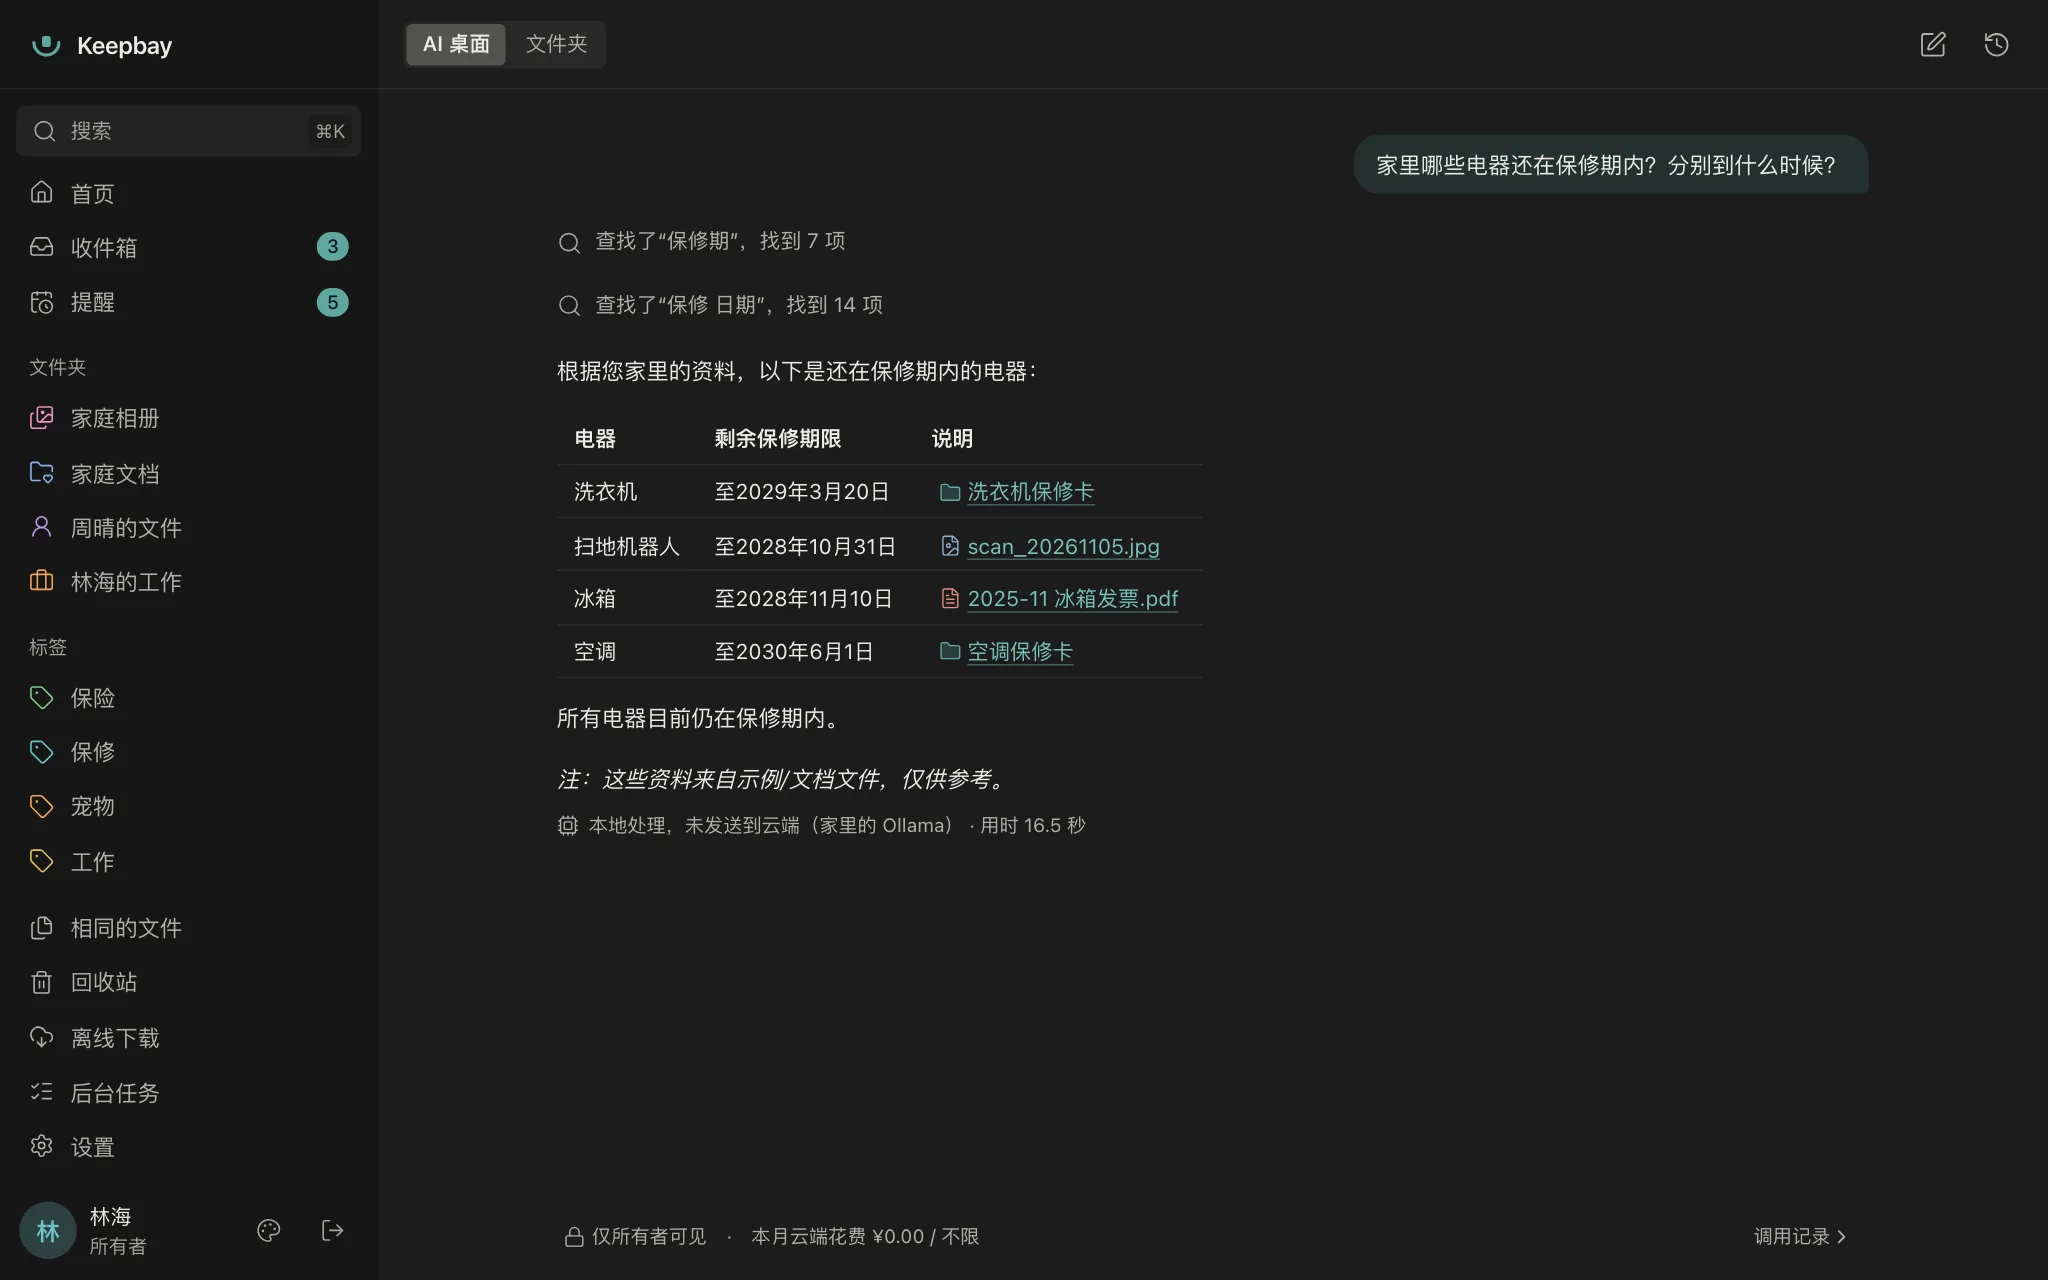 Keepbay
AI 桌面
文件夹
搜索
⌘K
首页
收件箱
3
提醒
5
文件夹
家庭相册
家庭文档
周晴的文件
林海的工作
标签
保险
保修
宠物
工作
相同的文件
回收站
离线下载
后台任务
设置
林
林海
所有者
家里哪些电器还在保修期内？分别到什么时候？
查找了“保修期”，找到 7 项
查找了“保修 日期”，找到 14 项
根据您家里的资料，以下是还在保修期内的电器：
电器 剩余保修期限 说明
洗衣机 至2029年3月20日 洗衣机保修卡
扫地机器人 至2028年10月31日 scan_20261105.jpg
冰箱 至2028年11月10日 2025-11 冰箱发票.pdf
空调 至2030年6月1日 空调保修卡
所有电器目前仍在保修期内。
注：这些资料来自示例/文档文件，仅供参考。
本地处理，未发送到云端（家里的 Ollama） · 用时 16.5 秒
仅所有者可见 · 本月云端花费 ¥0.00 / 不限
调用记录